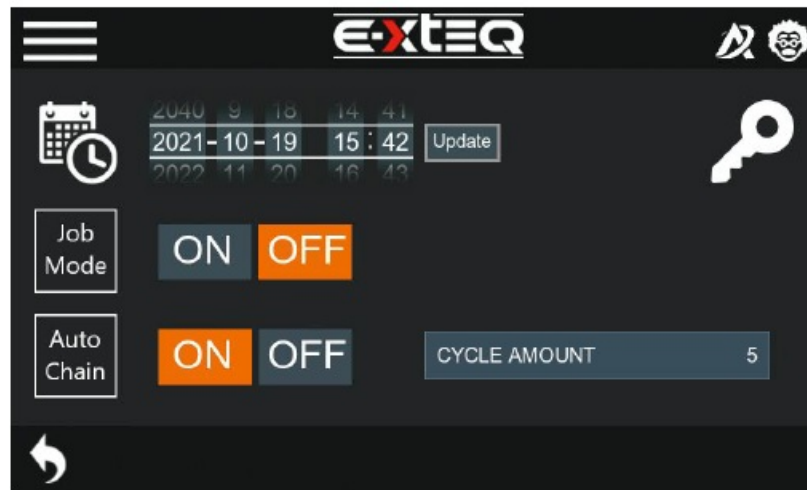 E-XTEQ
2040 9 18 14 41
2021-10-19 15:42 Update
2022 11 20 16 43
Job
Mode
ON OFF
Auto
Chain
ON OFF
CYCLE AMOUNT 5